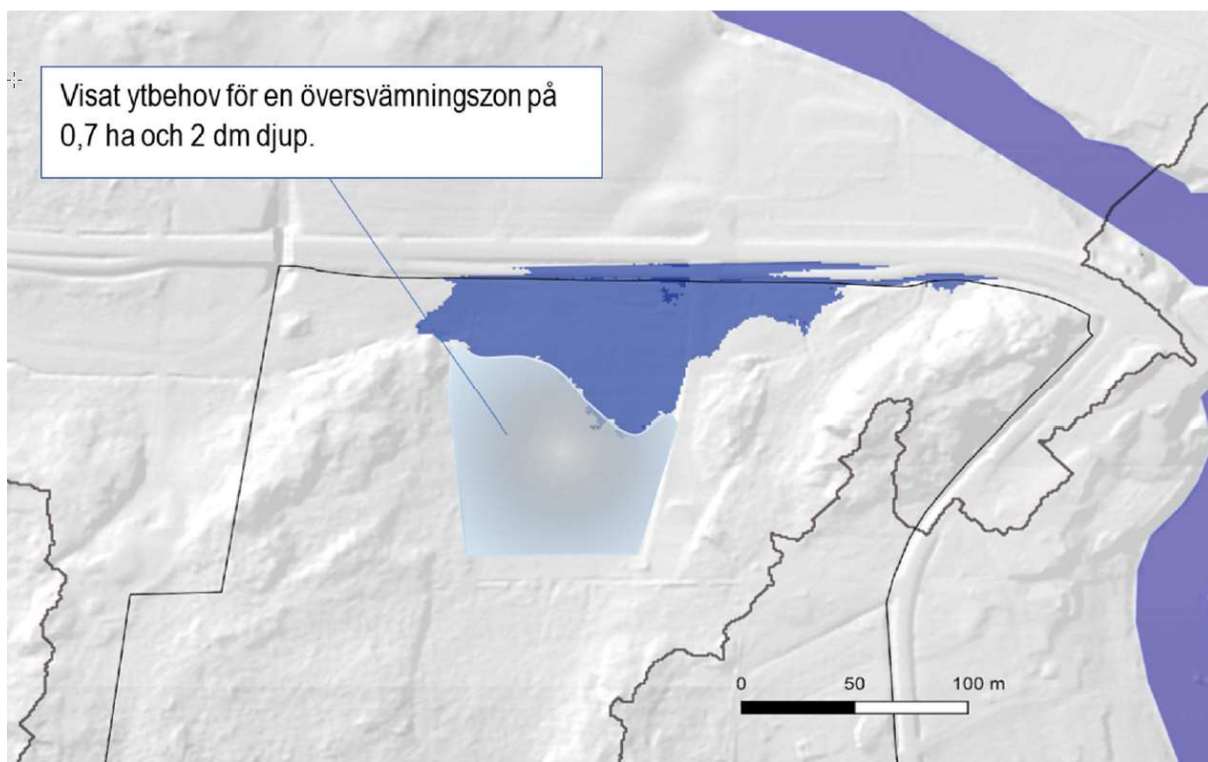 Visat ytbehov för en översvämningszon på
0,7 ha och 2 dm djup.
0 50 100 m